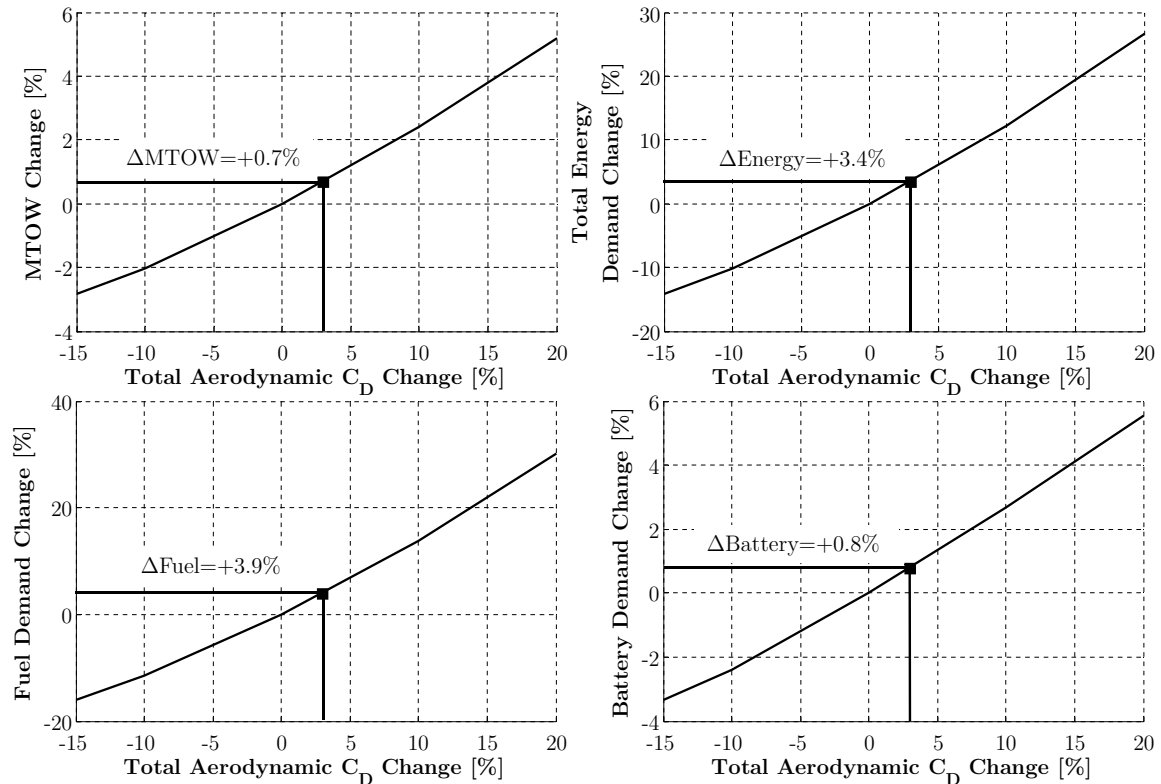 MTOW Change [%]
6
4
2
0
-2
-4
ΔMTOW=+0.7%
-15 -10 -5 0 5 10 15 20
Total Aerodynamic C_D Change [%]
Total Energy
Demand Change [%]
30
20
10
0
-10
-20
ΔEnergy=+3.4%
-15 -10 -5 0 5 10 15 20
Total Aerodynamic C_D Change [%]
Fuel Demand Change [%]
40
20
0
-20
ΔFuel=+3.9%
-15 -10 -5 0 5 10 15 20
Total Aerodynamic C_D Change [%]
Battery Demand Change [%]
6
4
2
0
-2
-4
ΔBattery=+0.8%
-15 -10 -5 0 5 10 15 20
Total Aerodynamic C_D Change [%]